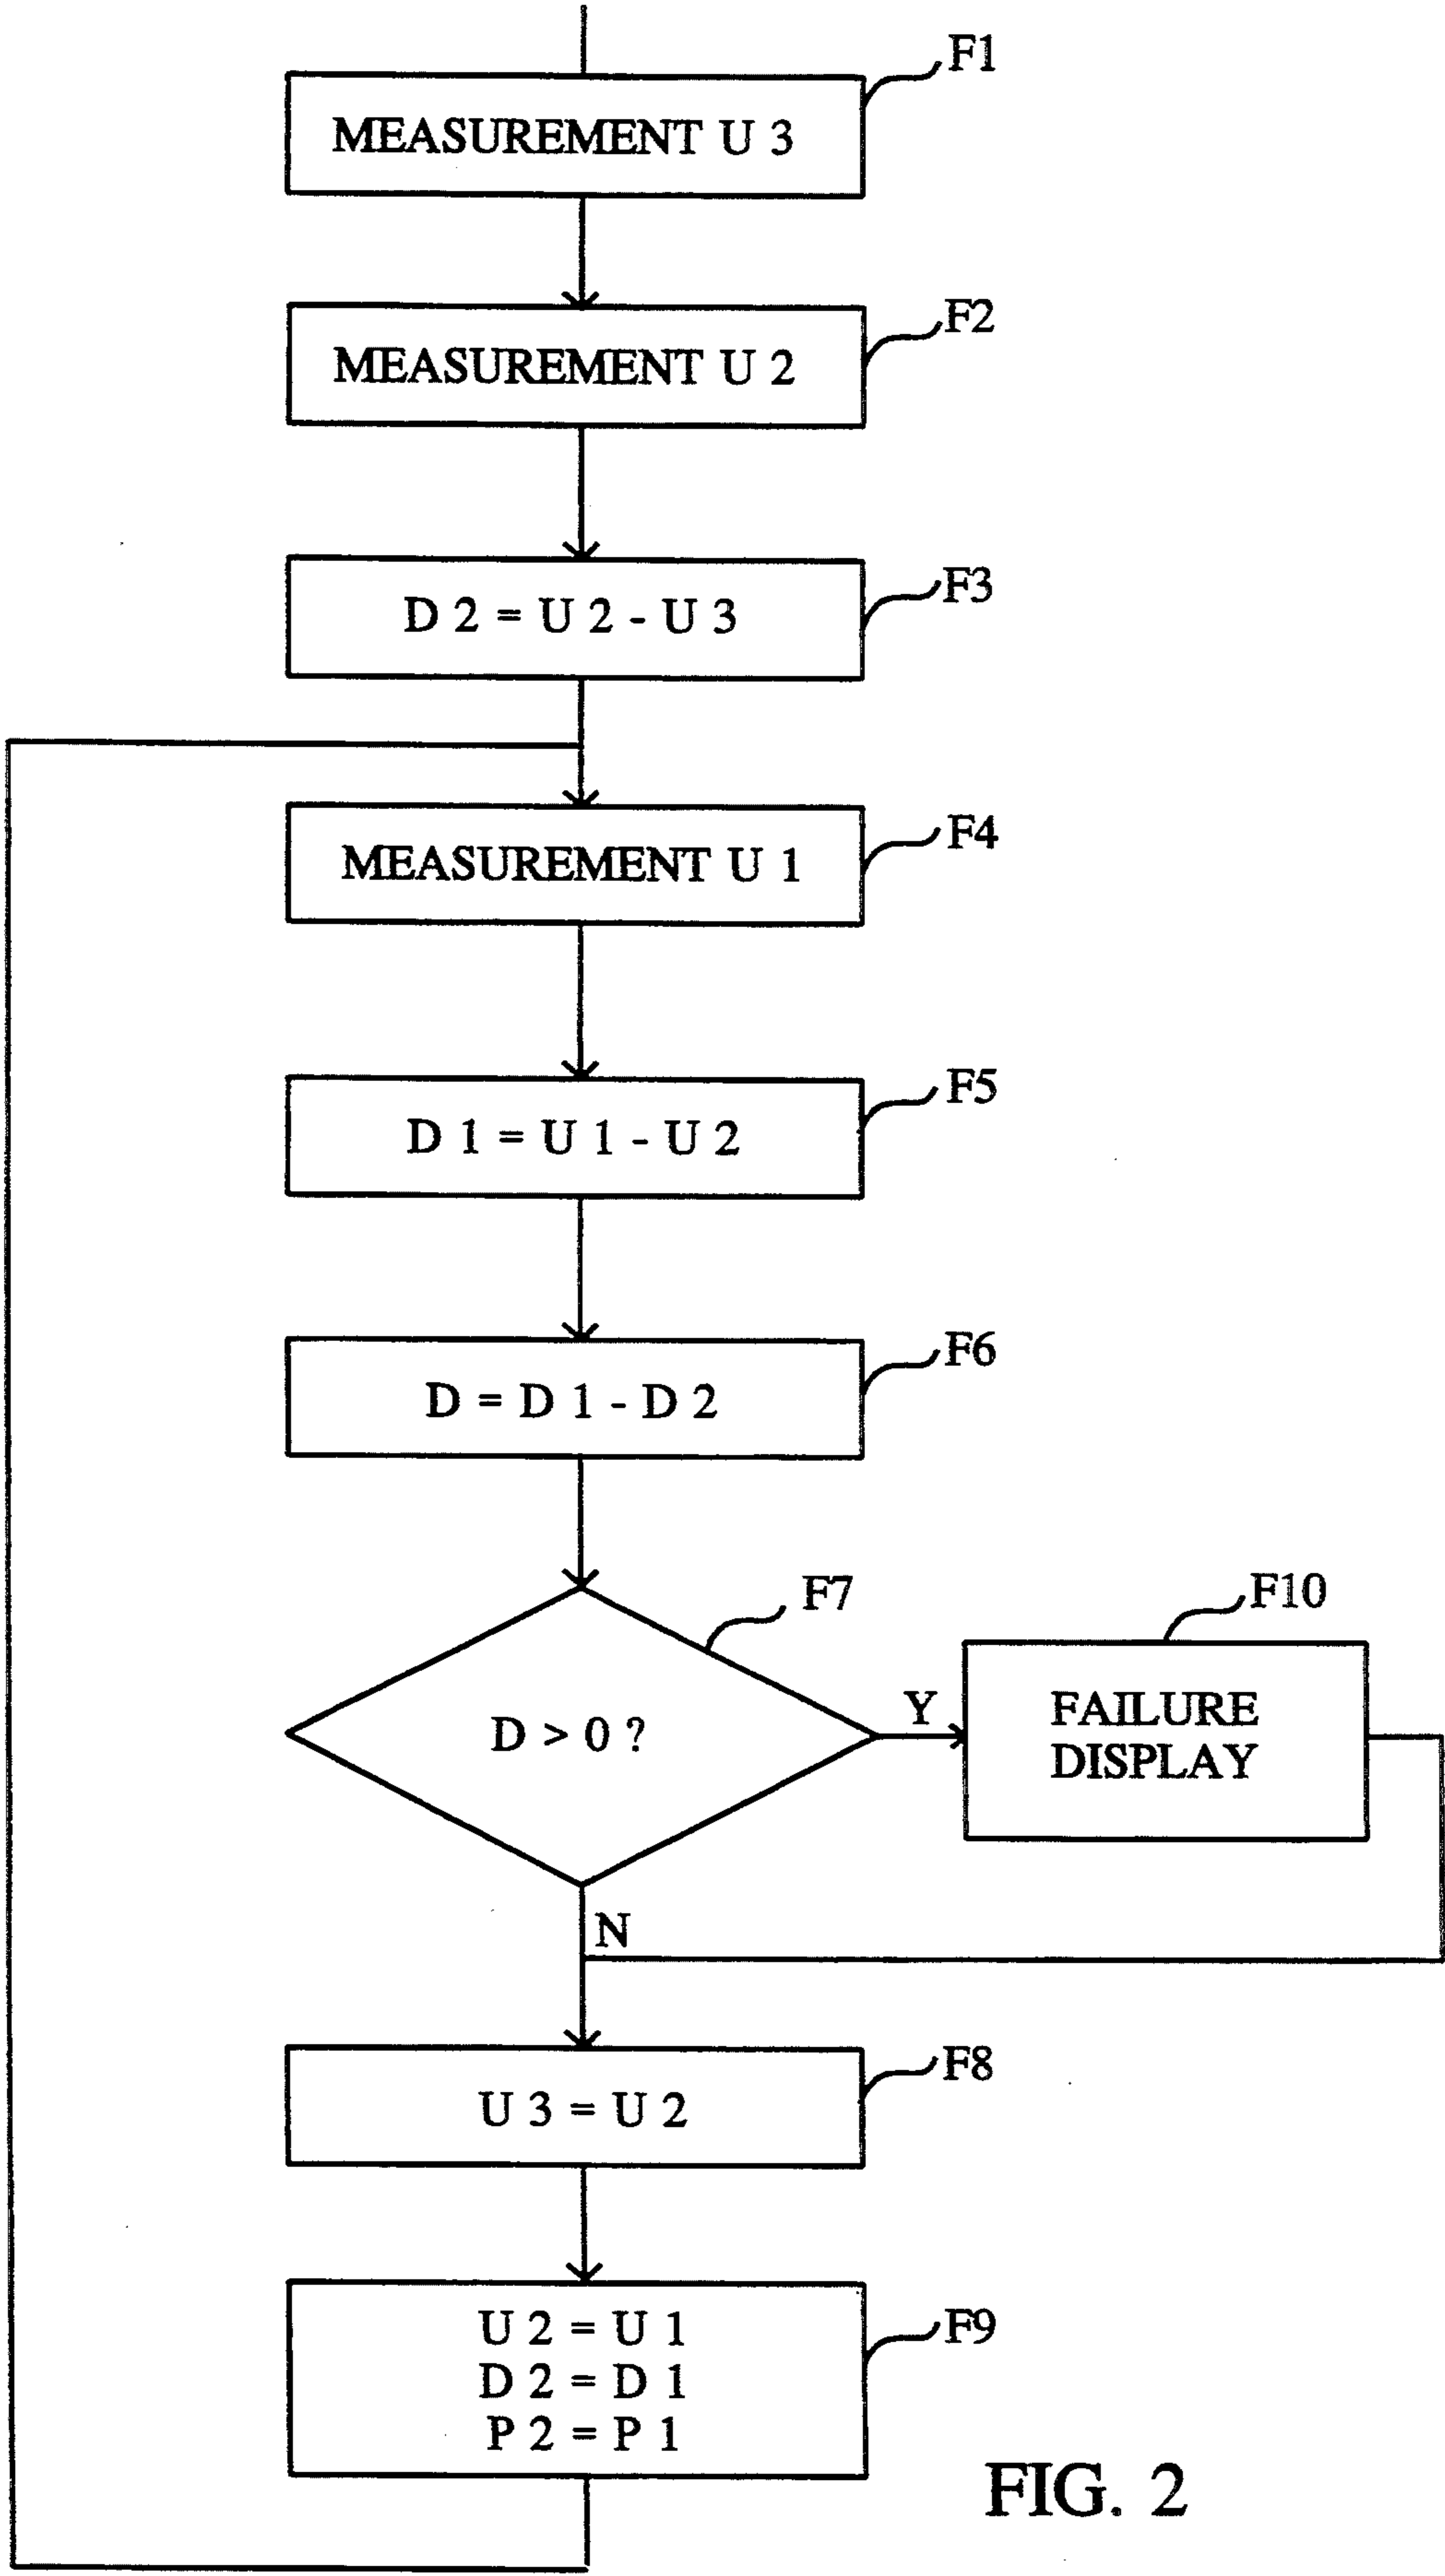 F1
MEASUREMENT U 3
F2
MEASUREMENT U 2
F3
D 2 = U 2 - U 3
F4
MEASUREMENT U 1
F5
D 1 = U 1 - U 2
F6
D = D 1 - D 2
F7
D > 0 ?
Y
F10
FAILURE
DISPLAY
N
F8
U 3 = U 2
F9
U 2 = U 1
D 2 = D 1
P 2 = P 1
FIG. 2